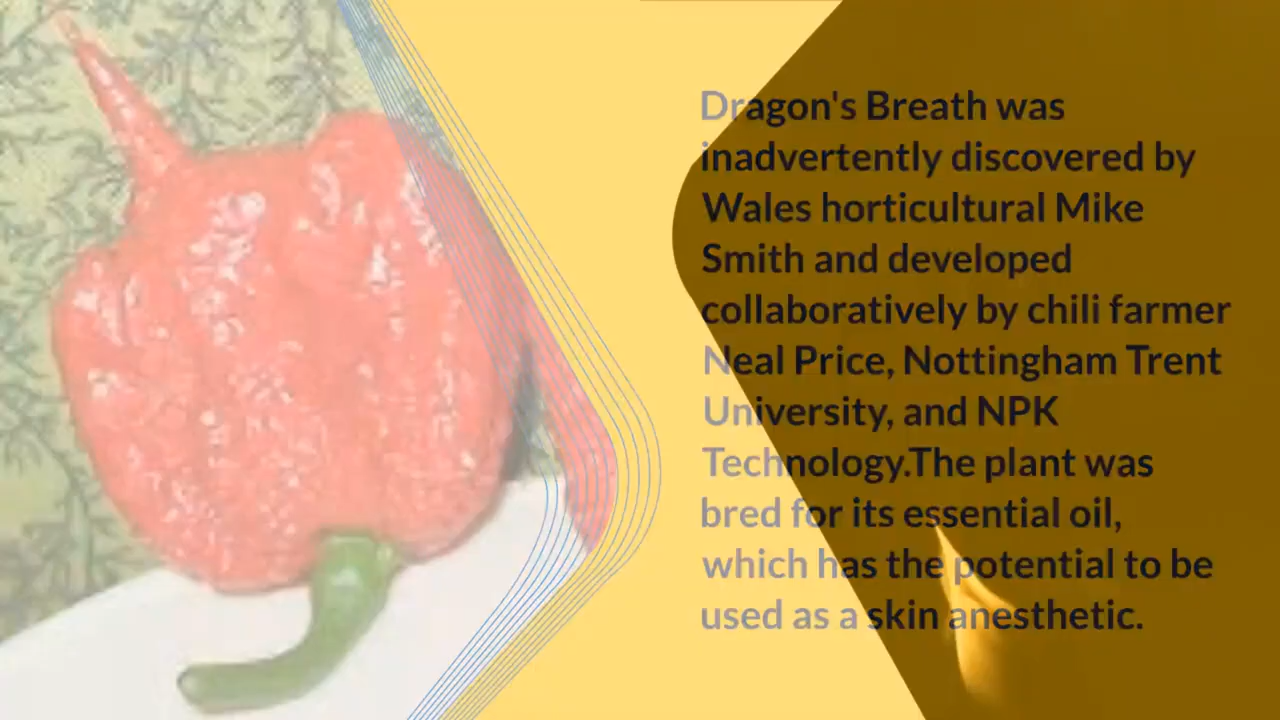 Dragon's Breath was
inadvertently discovered by
Wales horticultural Mike
Smith and developed
collaboratively by chili farmer
Neal Price, Nottingham Trent
University, and NPK
Technology.The plant was
bred for its essential oil,
which has the potential to be
used as a skin anesthetic.